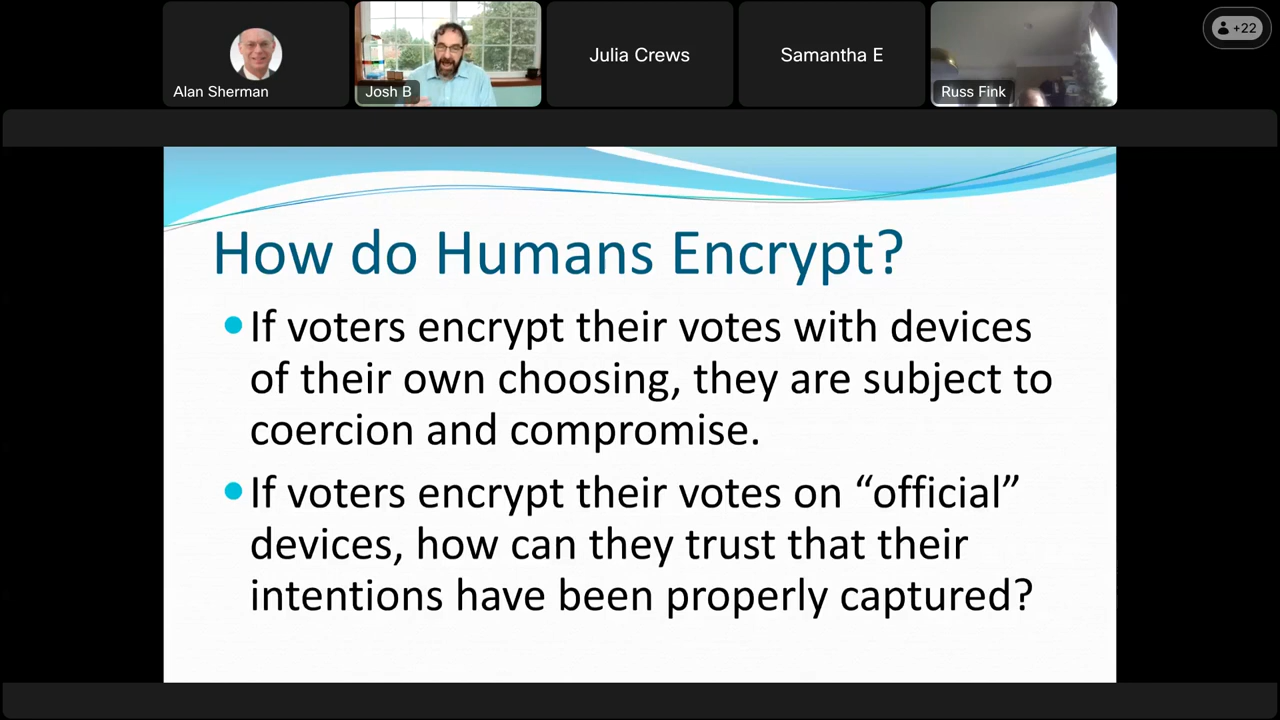 Alan Sherman
Josh B
Julia Crews
Samantha E
Russ Fink
+22
How do Humans Encrypt?
•If voters encrypt their votes with devices
of their own choosing, they are subject to
coercion and compromise.
•If voters encrypt their votes on “official”
devices, how can they trust that their
intentions have been properly captured?